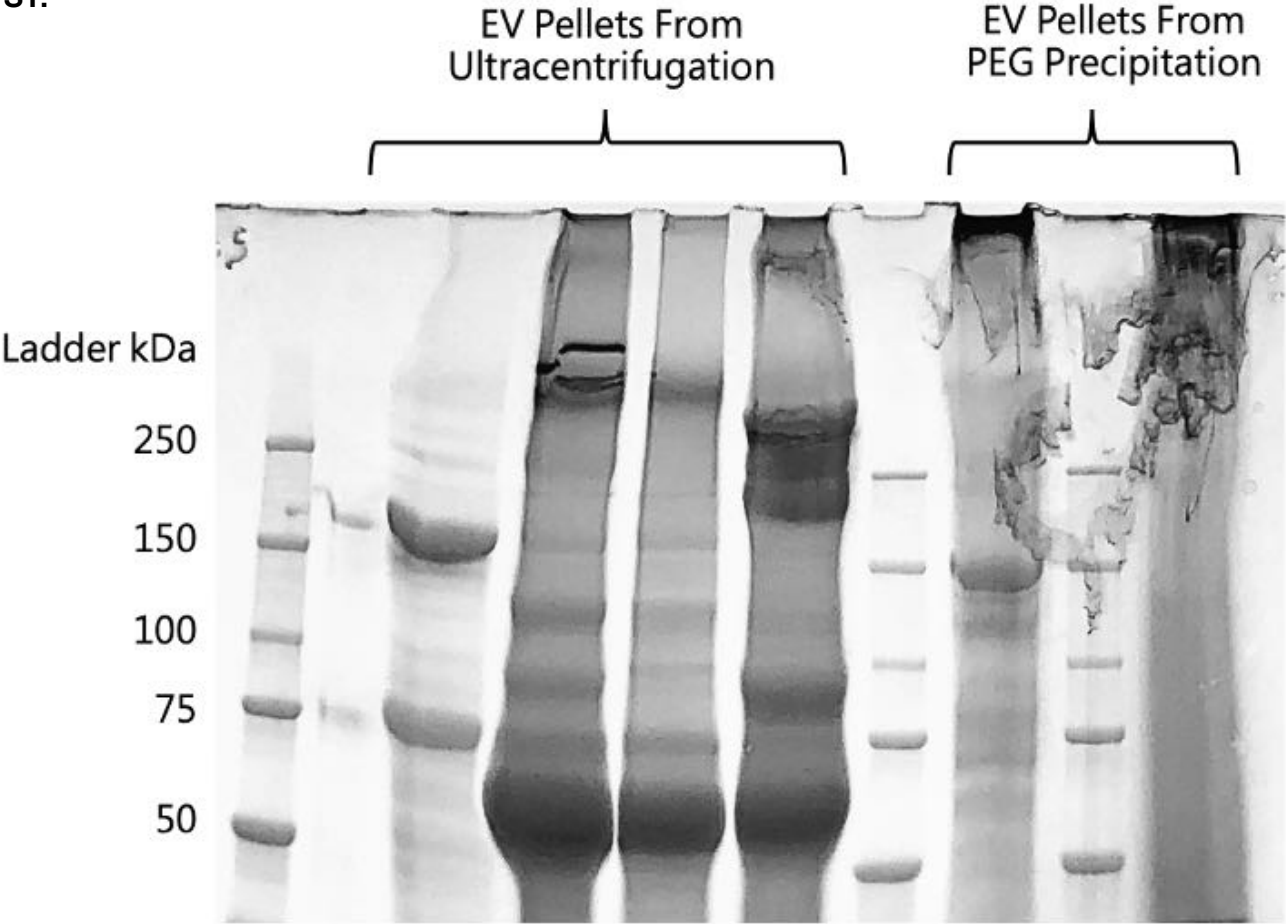 EV Pellets From
Ultracentrifugation
EV Pellets From
PEG Precipitation
Ladder kDa
250
150
100
75
50